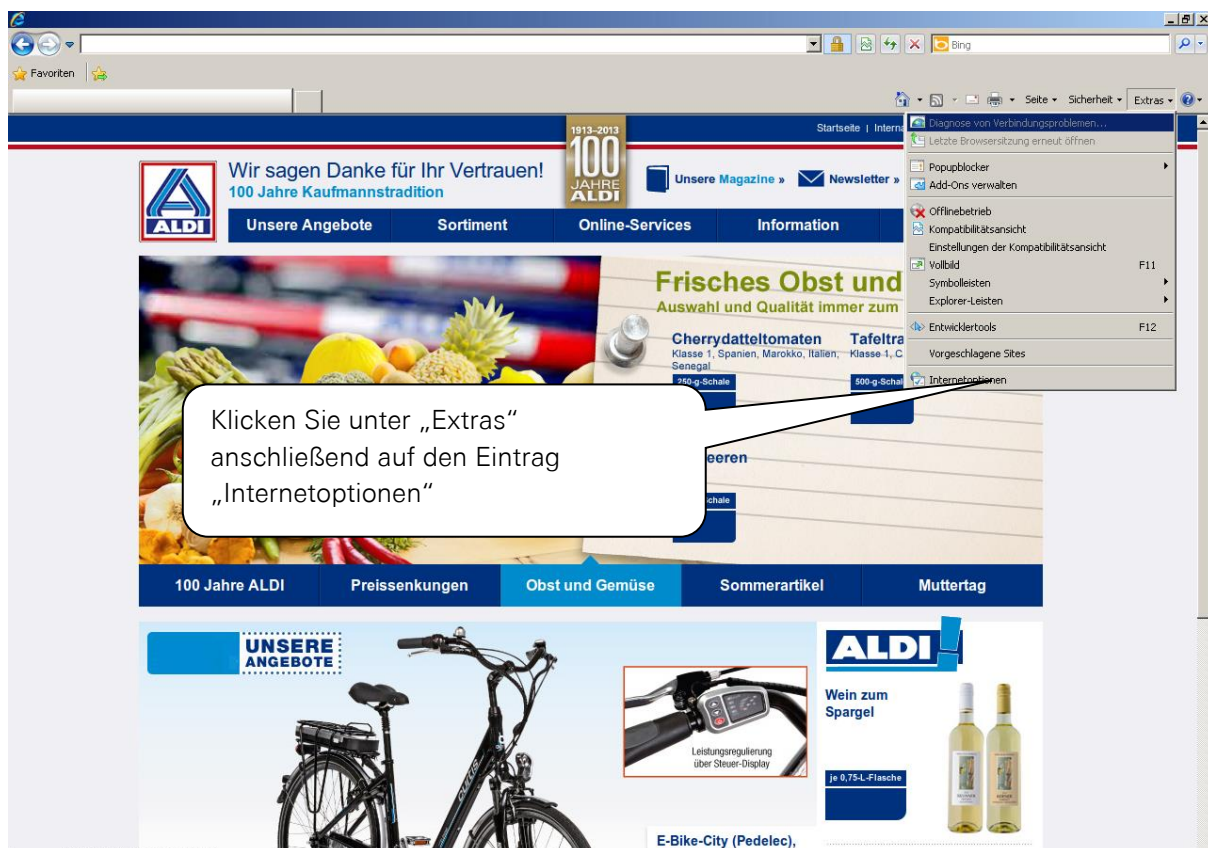 Bing
Favoriten
Seite
Sicherheit
Extras
Startseite | Interna
Diagnose von Verbindungsproblemen...
Letzte Browsersitzung erneut öffnen
Popupblocker
Add-Ons verwalten
Offlinebetrieb
Kompatibilitätsansicht
Einstellungen der Kompatibilitätsansicht
Vollbild F11
Symbolleisten
Explorer-Leisten
Entwicklertools F12
Vorgeschlagene Sites
Internetoptionen
1913-2013
100
JAHRE
ALDI
ALDI
Wir sagen Danke für Ihr Vertrauen!
100 Jahre Kaufmannstradition
Unsere Magazine » Newsletter »
Unsere Angebote Sortiment Online-Services Information
Frisches Obst und
Auswahl und Qualität immer zum
Cherrydatteltomaten
Klasse 1, Spanien, Marokko, Italien,
Senegal
250-g-Schale
Tafeltra
Klasse 1, C
500-g-Schal
eeren
chale
Klicken Sie unter „Extras“
anschließend auf den Eintrag
„Internetoptionen“
100 Jahre ALDI Preissenkungen Obst und Gemüse Sommerartikel Muttertag
UNSERE
ANGEBOTE
Leistungsregulierung
über Steuer-Display
E-Bike-City (Pedelec),
ALDI
Wein zum
Spargel
je 0,75-L-Flasche